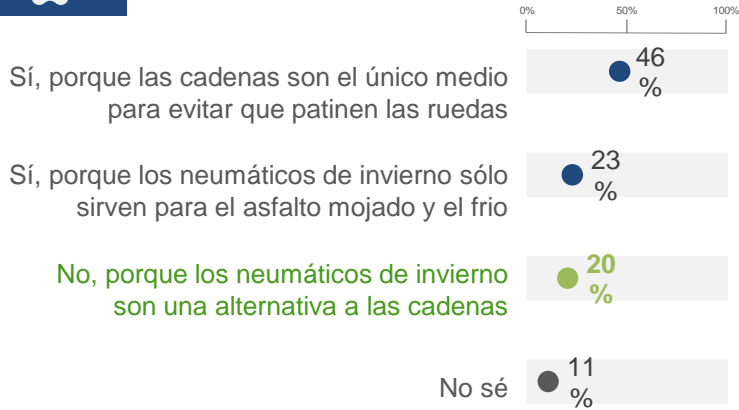 0% 50% 100%
Sí, porque las cadenas son el único medio
para evitar que patinen las ruedas
46
%
Sí, porque los neumáticos de invierno sólo
sirven para el asfalto mojado y el frio
23
%
No, porque los neumáticos de invierno
son una alternativa a las cadenas
20
%
No sé
11
%